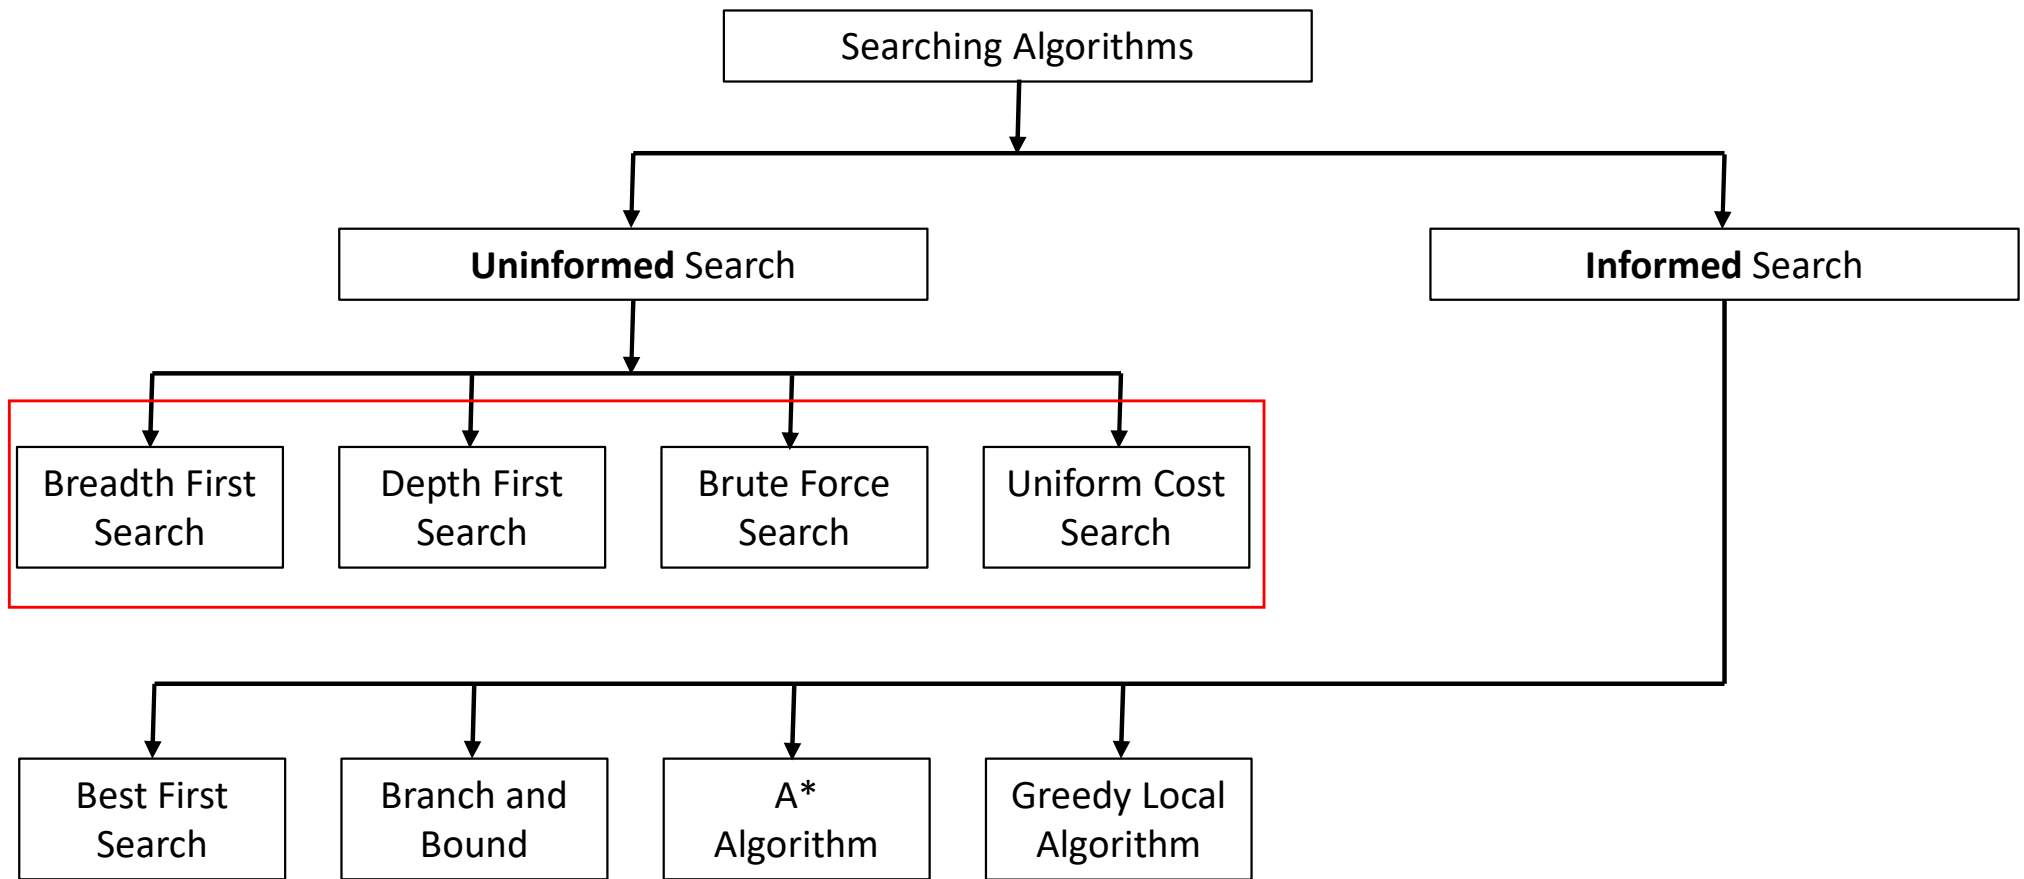 Searching Algorithms
Uninformed Search
Informed Search
Breadth First
Search
Depth First
Search
Brute Force
Search
Uniform Cost
Search
Best First
Search
Branch and
Bound
A*
Algorithm
Greedy Local
Algorithm